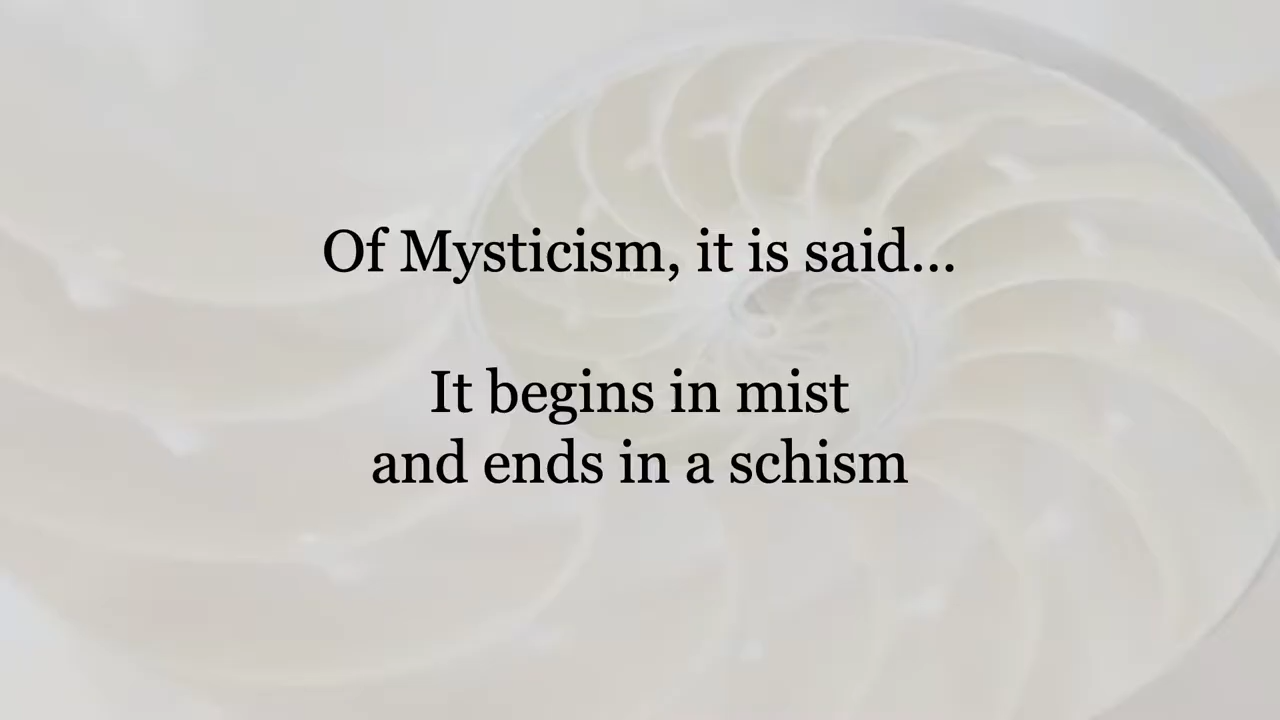 Of Mysticism, it is said...
It begins in mist
and ends in a schism